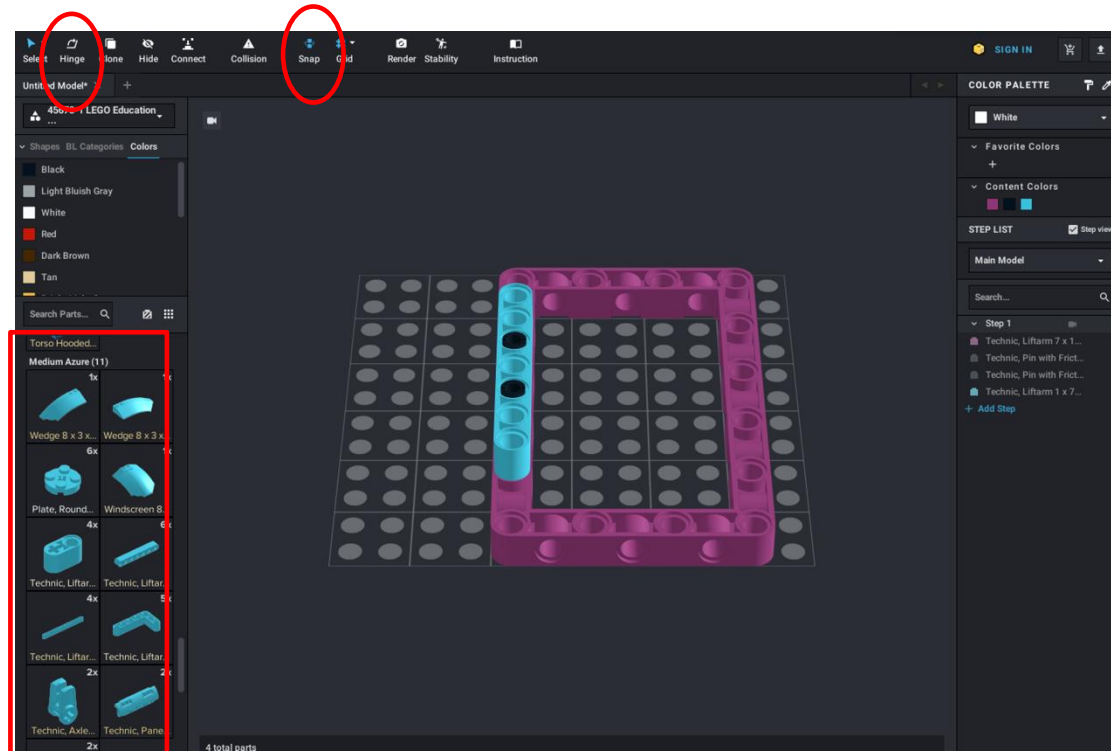 Select Hinge Clone Hide Connect Collision Snap Grid Render Stability Instruction
SIGN IN
Untitled Model* +
COLOR PALETTE
45678-1 LEGO Education
...
White
Shapes BL Categories Colors
Favorite Colors
+
Black
Light Bluish Gray
White
Red
Dark Brown
Tan
Content Colors
STEP LIST Step view
Main Model
Search...
Search Parts...
Step 1
Technic, Liftarm 7 x 1...
Technic, Pin with Frict...
Technic, Pin with Frict...
Technic, Liftarm 1 x 7...
+ Add Step
Torso Hooded...
Medium Azure (11)
1x
Wedge 8 x 3 x... Wedge 8 x 3 x...
6x
Plate, Round... Windscreen 8...
4x 6x
Technic, Liftar... Technic, Liftar...
4x 5x
Technic, Liftar... Technic, Liftar...
2x 2x
Technic, Axle... Technic, Pane...
2x
4 total parts